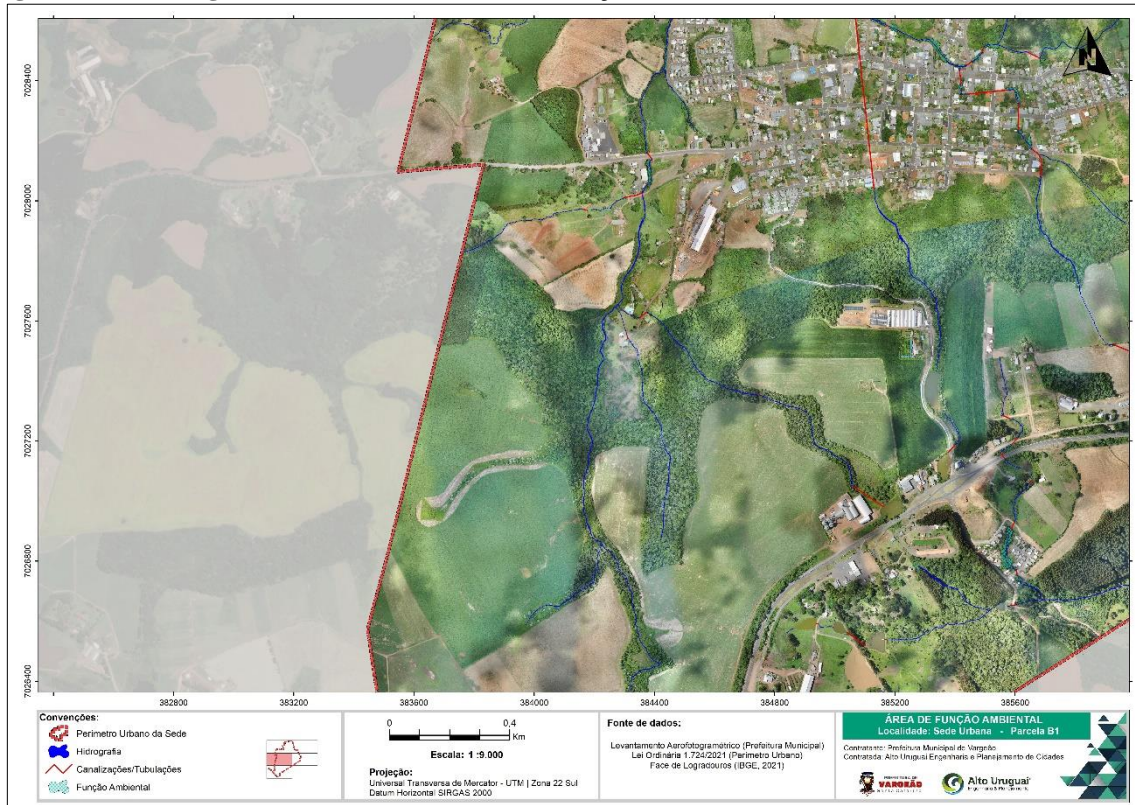 N
7028400
7028000
7027600
7027200
7026800
7026400
382800
383200
383600
384000
384400
384800
385200
385600
Convenções:
Perimetro Urbano da Sede
Hidrografia
Canalizações/Tubulações
Função Ambiental
0 0,4
Km
Escala: 1 :9.000
Projeção:
Universal Transversa de Mercator - UTM | Zona 22 Sul
Datum Horizontal SIRGAS 2000
Fonte de dados:
Levantamento Aerofotogramétrico (Prefeitura Municipal)
Lei Ordinária 1.724/2021 (Perímetro Urbano)
Face de Logradouros (IBGE, 2021)
ÁREA DE FUNÇÃO AMBIENTAL
Localidade: Sede Urbana - Parcela B1
Contratante: Prefeitura Municipal de Vargeão
Contratada: Alto Uruguai Engenharia e Planejamento de Cidades
VARGEÃO
Alto Uruguai